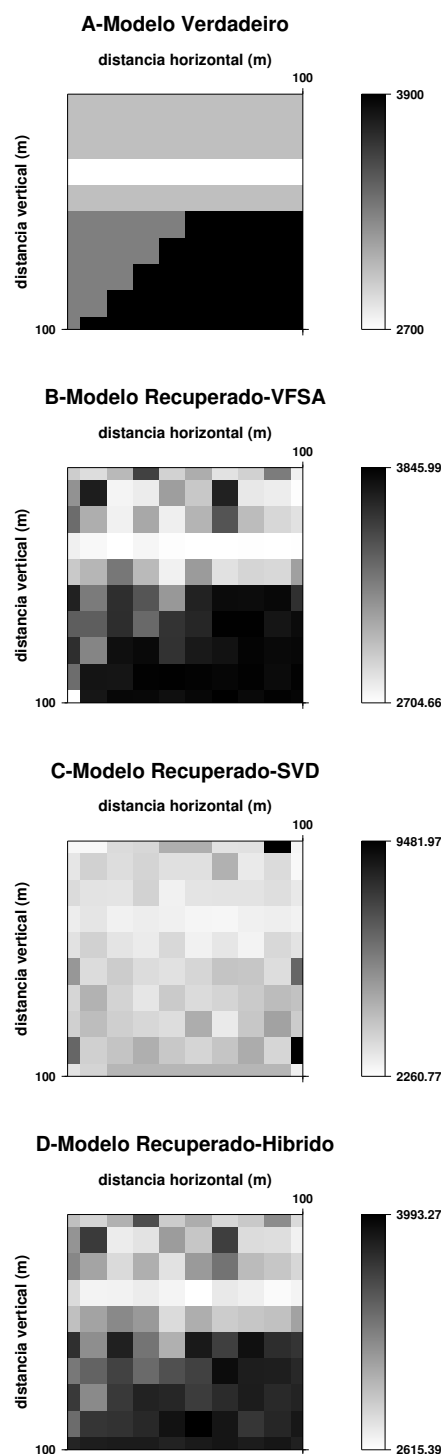 A-Modelo Verdadeiro
distancia horizontal (m)
100
distancia vertical (m)
100
3900
2700
B-Modelo Recuperado-VFSA
distancia horizontal (m)
100
distancia vertical (m)
100
3845.99
2704.66
C-Modelo Recuperado-SVD
distancia horizontal (m)
100
distancia vertical (m)
100
9481.97
2260.77
D-Modelo Recuperado-Hibrido
distancia horizontal (m)
100
distancia vertical (m)
100
3993.27
2615.39